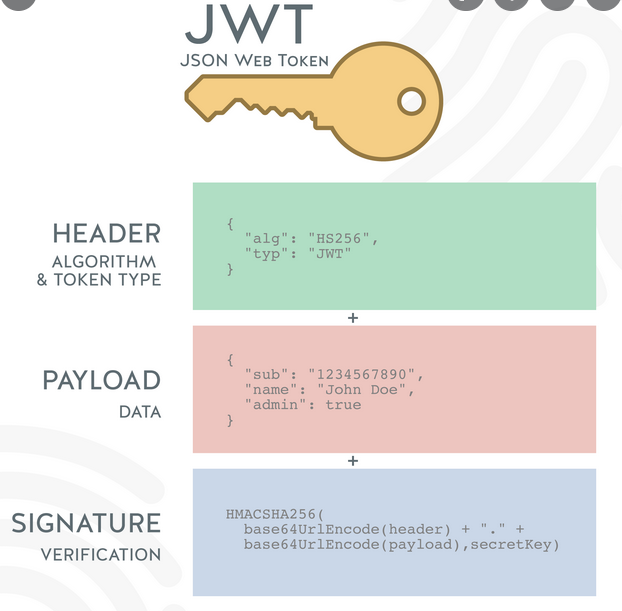 JWT
JSON Web Token
HEADER
ALGORITHM
& TOKEN TYPE
{
"alg": "HS256",
"typ": "JWT"
}
+
PAYLOAD
DATA
{
"sub": "1234567890",
"name": "John Doe",
"admin": true
}
+
SIGNATURE
VERIFICATION
HMACSHA256(
base64UrlEncode(header) + "." +
base64UrlEncode(payload),secretKey)